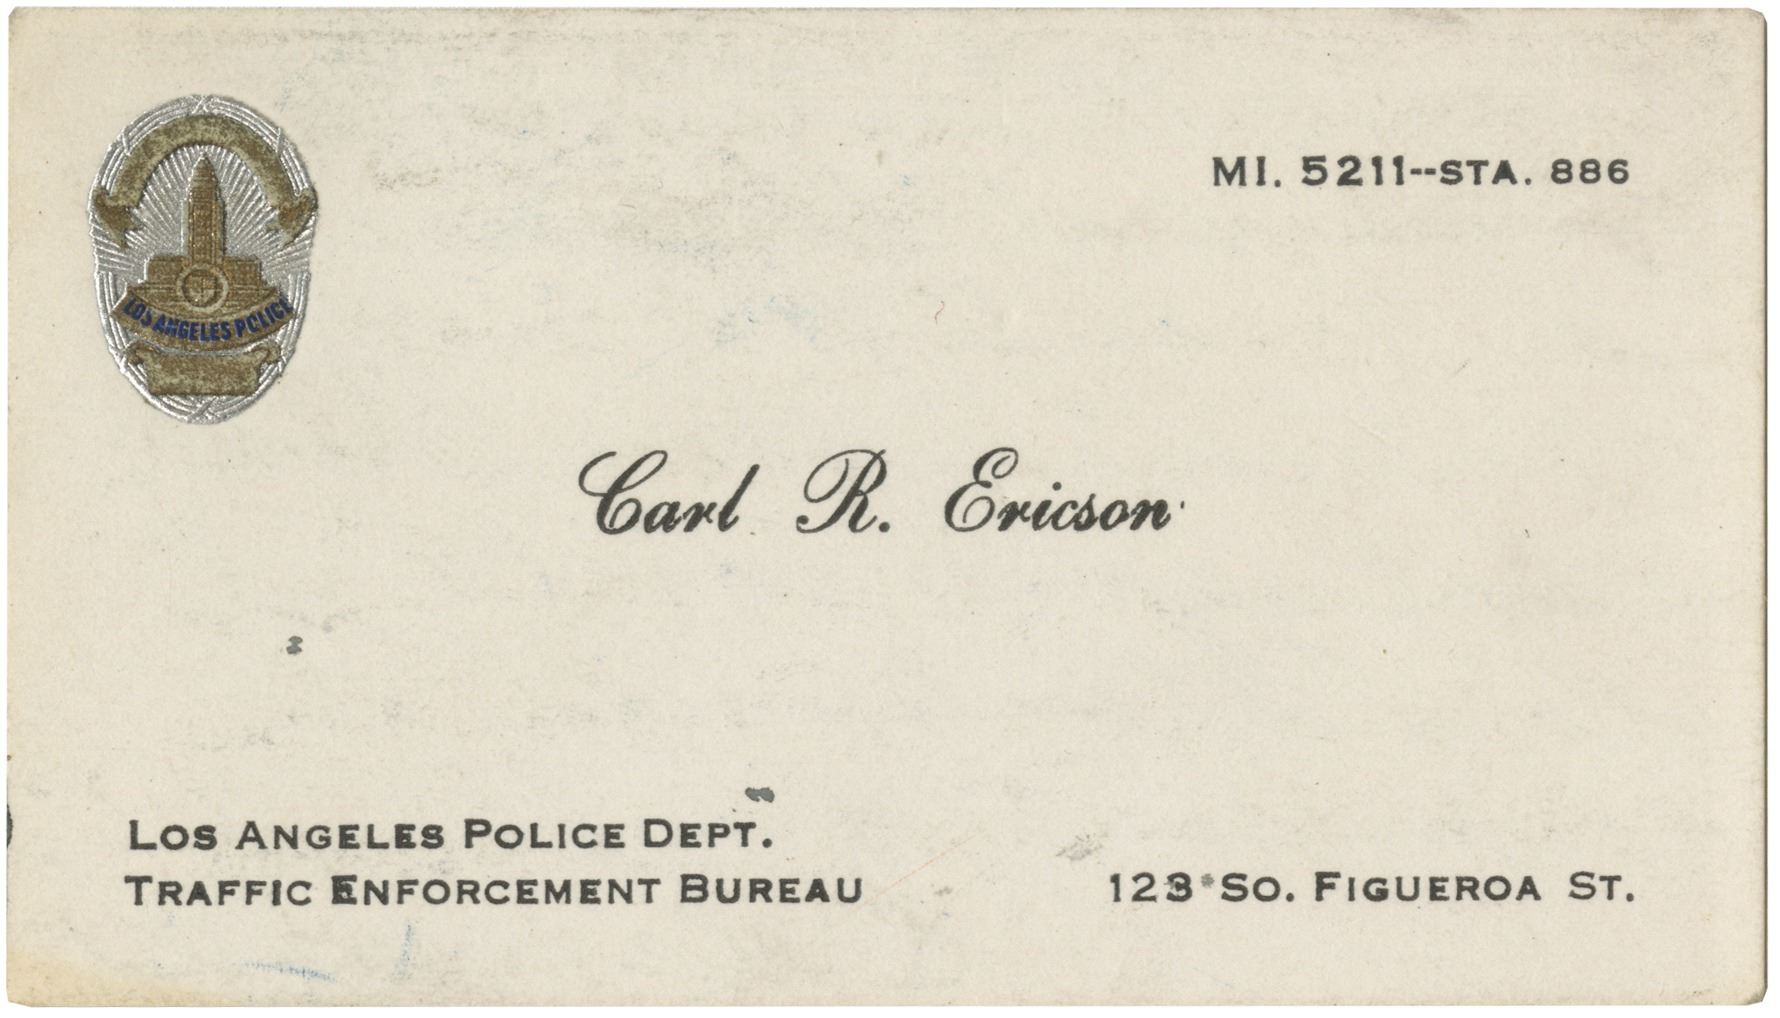 MI. 5211--STA. 886
LOS ANGELES POLICE
Carl R. Ericson
LOS ANGELES POLICE DEPT.
TRAFFIC ENFORCEMENT BUREAU
123 SO. FIGUEROA ST.